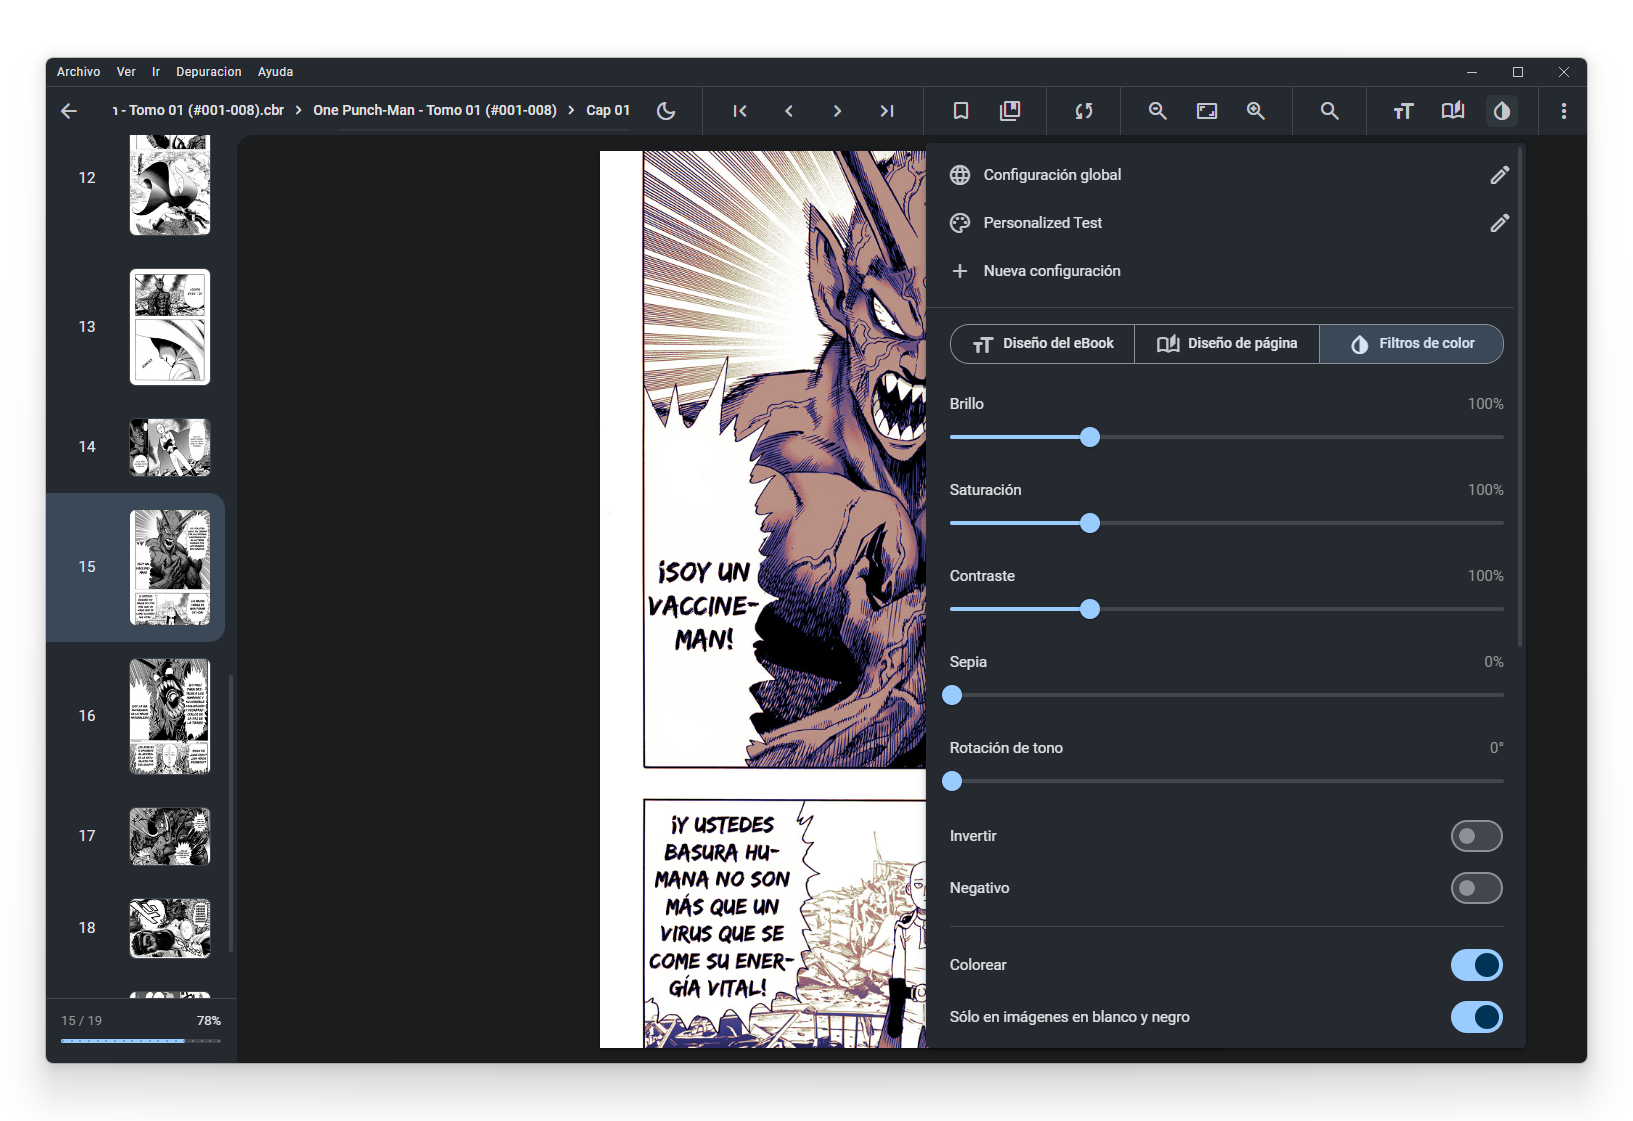 Archivo Ver Ir Depuracion Ayuda
- Tomo 01 (#001-008).cbr > One Punch-Man - Tomo 01 (#001-008) > Cap 01
12
13
14
15
16
17
18
15 / 19 78%
¡SOY UN
VACCINE-
MAN!
¡Y USTEDES
BASURA HU-
MANA NO SON
MÁS QUE UN
VIRUS QUE SE
COME SU ENER-
GÍA VITAL!
Configuración global
Personalized Test
Nueva configuración
Diseño del eBook Diseño de página Filtros de color
Brillo 100%
Saturación 100%
Contraste 100%
Sepia 0%
Rotación de tono 0°
Invertir
Negativo
Colorear
Sólo en imágenes en blanco y negro